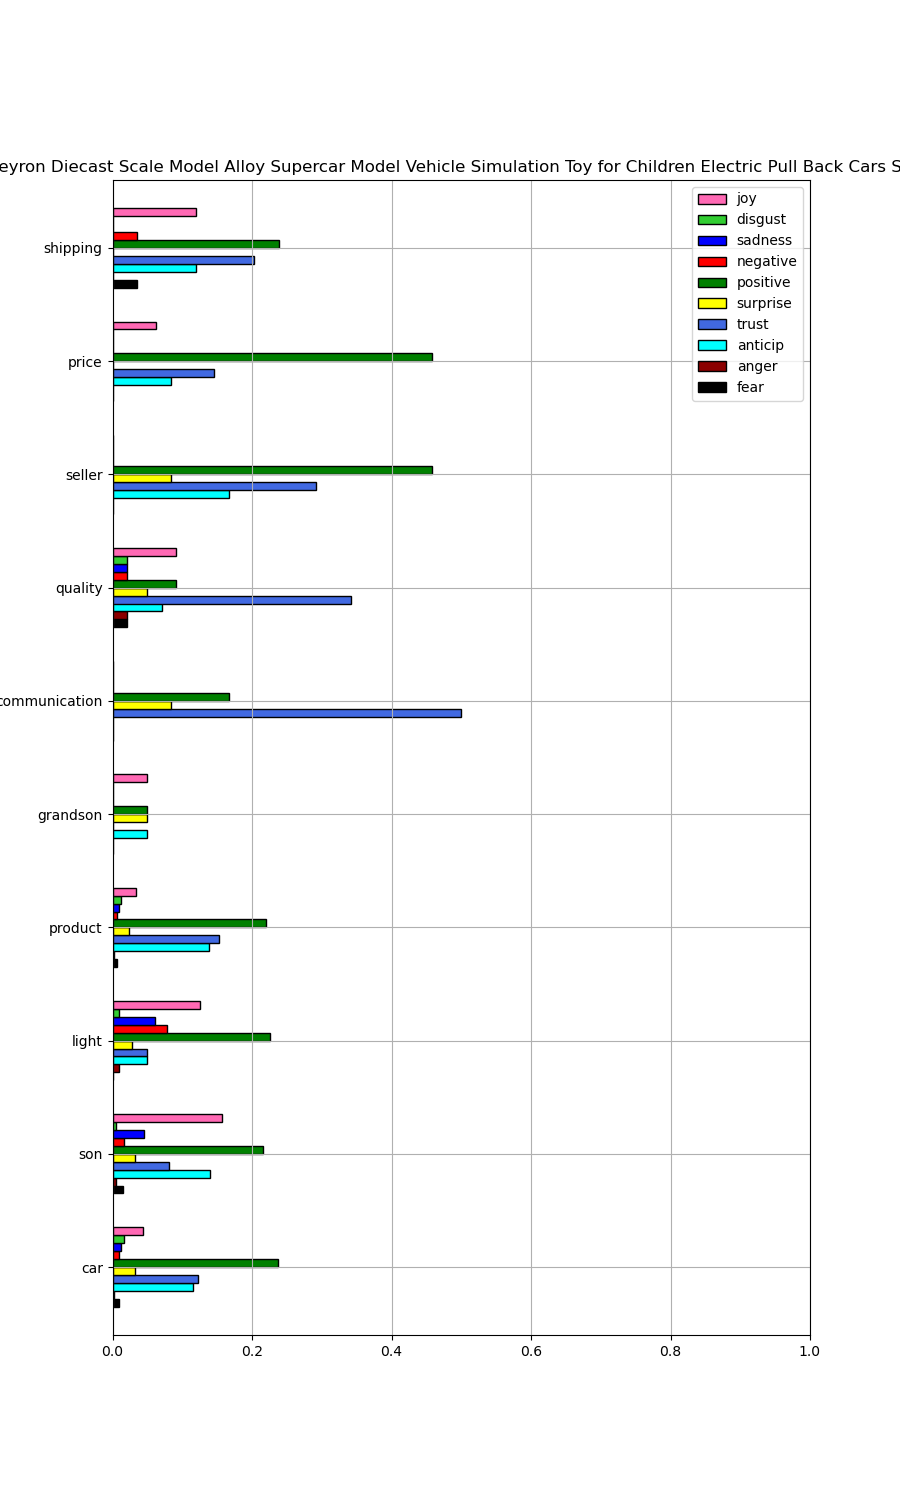 Diecast Scale Model Alloy Supercar Model Vehicle Simulation Toy for Children Electric Pull Back Cars
joy
disgust
sadness
negative
positive
surprise
trust
anticip
anger
fear
shipping
price
seller
quality
communication
grandson
product
light
son
car
0.0 0.2 0.4 0.6 0.8 1.0